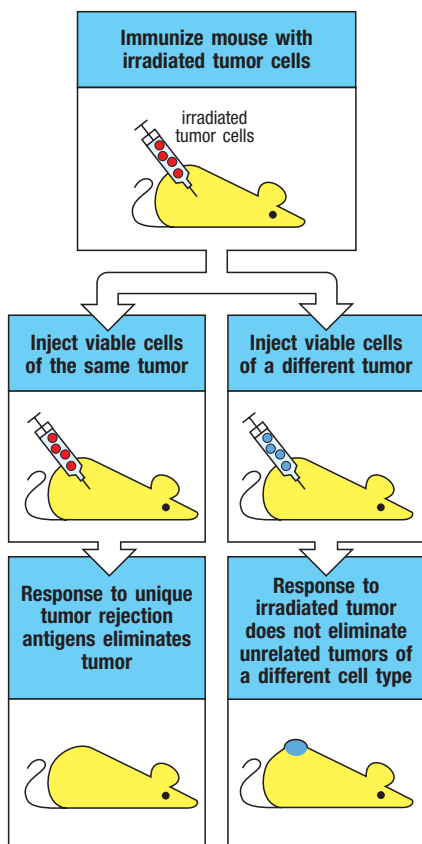 Immunize mouse with
irradiated tumor cells
irradiated
tumor cells
Inject viable cells
of the same tumor
Inject viable cells
of a different tumor
Response to unique
tumor rejection
antigens eliminates
tumor
Response to
irradiated tumor
does not eliminate
unrelated tumors of
a different cell type